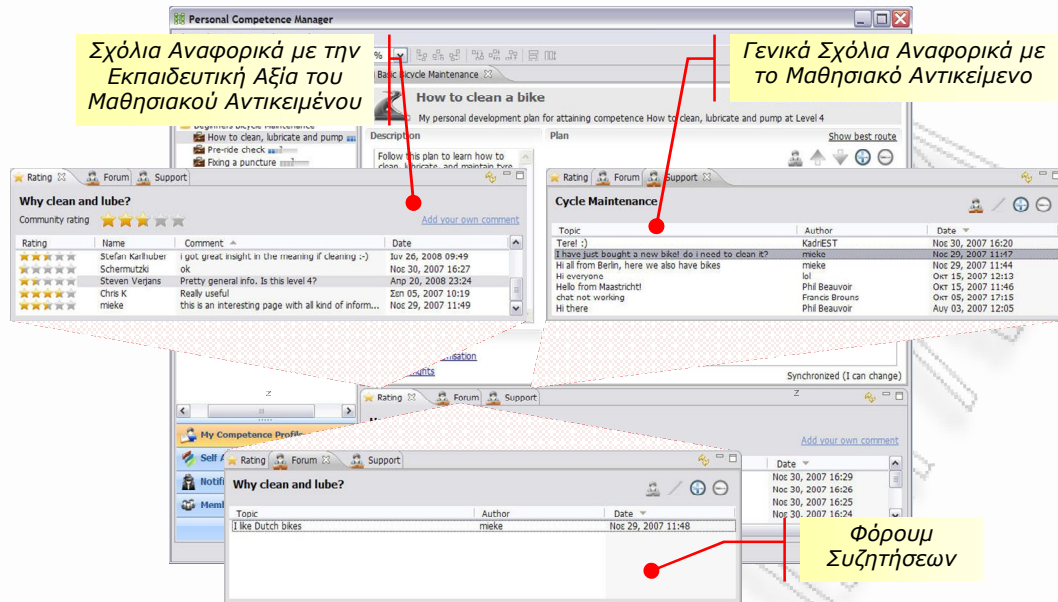 Personal Competence Manager
Σχόλια Αναφορικά με την
Εκπαιδευτική Αξία του
Μαθησιακού Αντικειμένου
Γενικά Σχόλια Αναφορικά με
το Μαθησιακό Αντικείμενο
%
Basic Bicycle Maintenance
How to clean a bike
My personal development plan for attaining competence How to clean, lubricate and pump at Level 4
Beginners Bicycle Maintenance
How to clean, lubricate and pump
Pre-ride check
Fixing a puncture
Description
Plan
Show best route
Follow this plan to learn how to
clean, lubricate, and maintain tyre
Rating Forum Support
Why clean and lube?
Community rating
Add your own comment
Rating Name Comment Date
Stefan Karlhuber i got great insight in the meaning if cleaning :-) Ιουν 26, 2008 09:49
Schermutzki ok Νοε 30, 2007 16:27
Steven Verjans Pretty general info. Is this level 4? Απρ 20, 2008 23:24
Chris K Really useful Σεπ 05, 2007 10:19
mieke this is an interesting page with all kind of inform... Νοε 29, 2007 11:49
Rating Forum Support
Cycle Maintenance
Topic Author Date
Tere! :) KadriEST Νοε 30, 2007 16:20
I have just bought a new bike! do i need to clean it? mieke Νοε 29, 2007 11:47
Hi all from Berlin, here we also have bikes mieke Νοε 29, 2007 11:44
Hi everyone lol Οκτ 15, 2007 12:13
Hello from Maastricht! Phil Beauvoir Οκτ 15, 2007 11:46
chat not working Francis Brouns Οκτ 05, 2007 17:15
Hi there Phil Beauvoir Αυγ 03, 2007 12:05
Synchronized (I can change)
Rating Forum Support
My Competence Profile
Add your own comment
Date
Νοε 30, 2007 16:29
Νοε 30, 2007 16:26
Νοε 30, 2007 16:25
Νοε 30, 2007 16:24
Self
Notifi
Memb
Rating Forum Support
Why clean and lube?
Topic Author Date
I like Dutch bikes mieke Νοε 29, 2007 11:48
Φόρουμ
Συζητήσεων